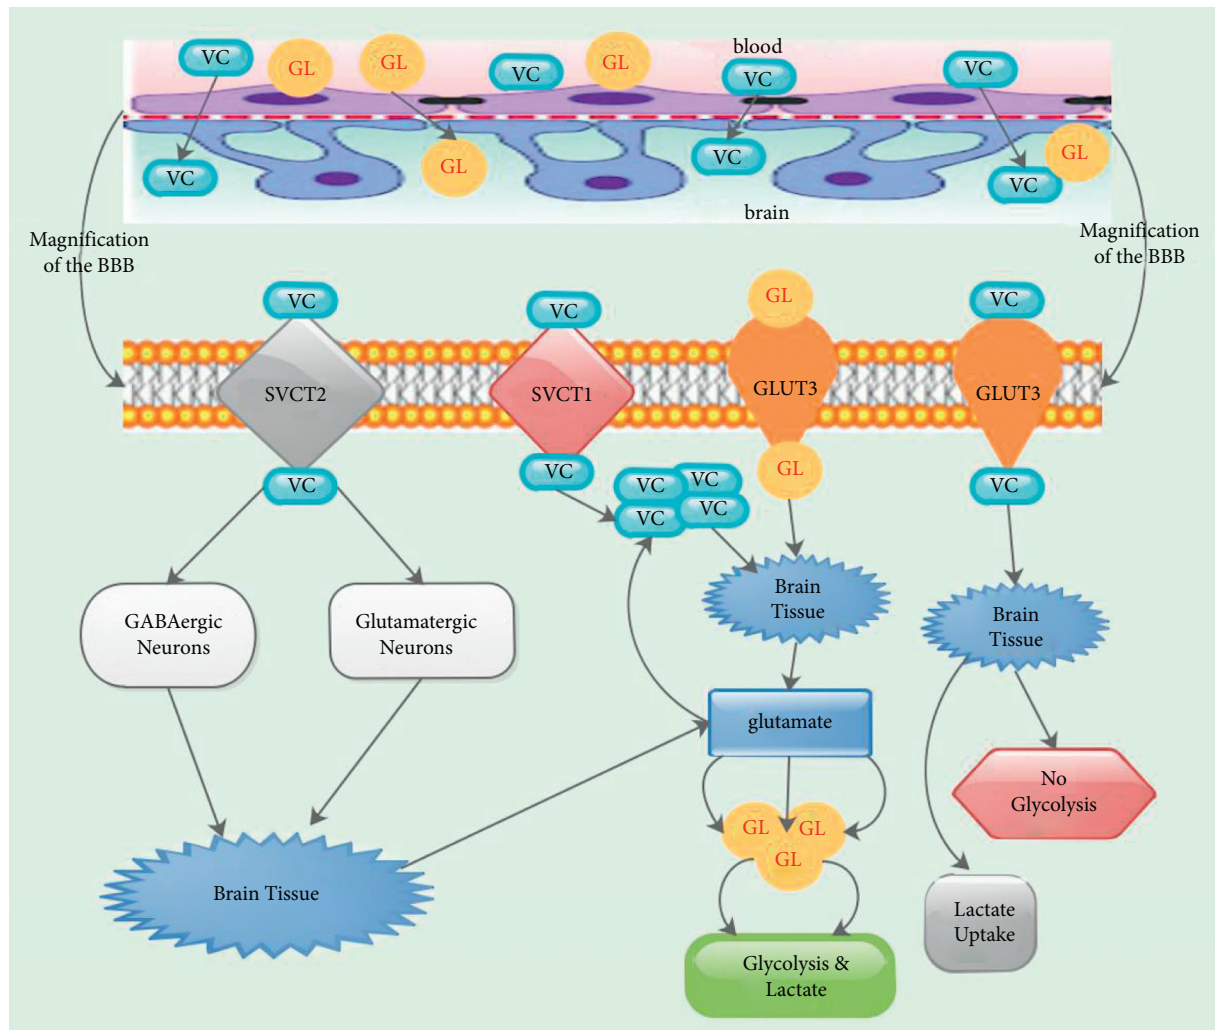 blood
VC
GL
GL
VC
GL
VC
VC
VC
GL
VC
VC
GL
brain
Magnification
of the BBB
Magnification
of the BBB
VC
VC
GL
VC
SVCT2
SVCT1
GLUT3
GLUT3
VC
VC
VC
VC
VC
VC
GL
VC
GABAergic
Neurons
Glutamatergic
Neurons
Brain
Tissue
Brain
Tissue
glutamate
No
Glycolysis
GL
GL
GL
Brain Tissue
Lactate
Uptake
Glycolysis &
Lactate